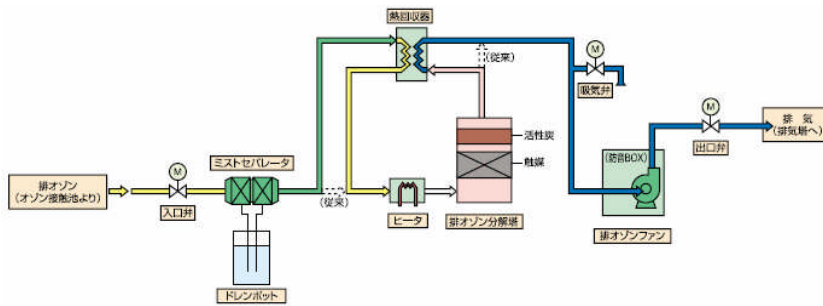 熱回収器
(従来)
M
吸気弁
M
排 気
(排気塔へ)
出口弁
活性炭
触媒
(防音BOX)
M
ミストセパレータ
排オゾン
(オゾン接触池より)
入口弁
(従来)
ヒータ
排オゾン分解塔
排オゾンファン
ドレンポット